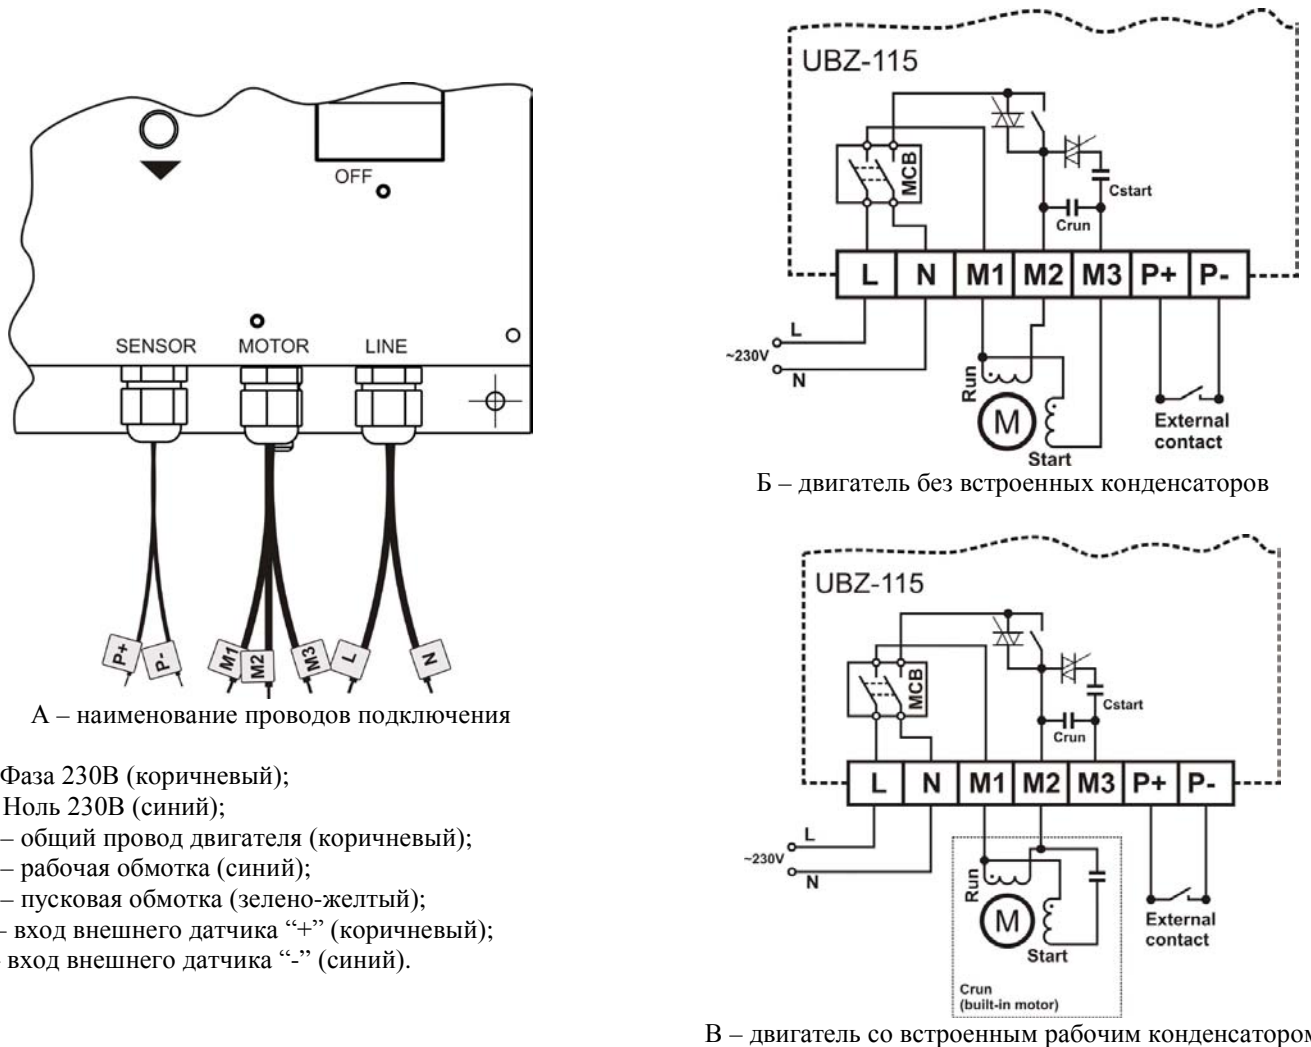 OFF
SENSOR MOTOR LINE
P+ P- M1 M2 M3 L N
А – наименование проводов подключения
Фаза 230В (коричневый);
Ноль 230В (синий);
– общий провод двигателя (коричневый);
– рабочая обмотка (синий);
– пусковая обмотка (зелено-желтый);
– вход внешнего датчика “+” (коричневый);
- вход внешнего датчика “-” (синий).
UBZ-115
MCB
Cstart
Crun
L N M1 M2 M3 P+ P-
L
~230V
N
Run
M
Start
External
contact
Б – двигатель без встроенных конденсаторов
UBZ-115
MCB
Cstart
Crun
L N M1 M2 M3 P+ P-
L
~230V
N
Run
M
Start
External
contact
Crun
(built-in motor)
В – двигатель со встроенным рабочим конденсатором